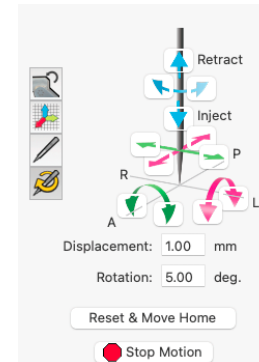 Retract
Inject
P
R
L
A
Displacement: 1.00 mm
Rotation: 5.00 deg.
Reset & Move Home
Stop Motion